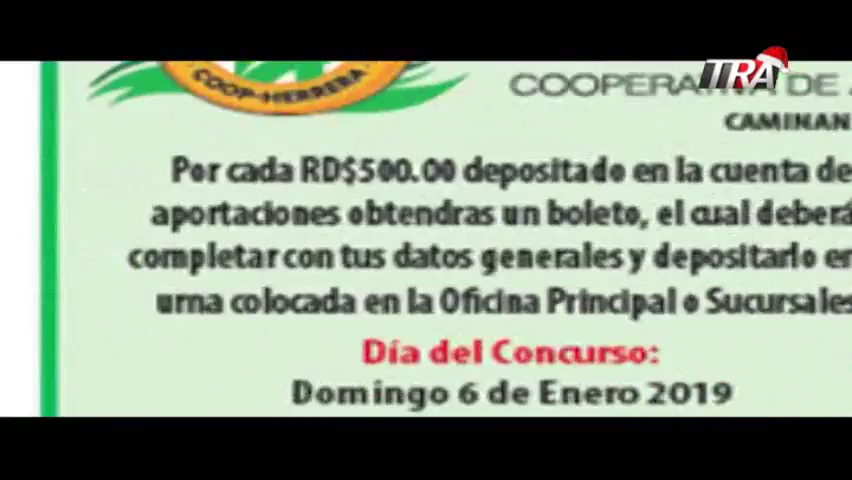 TRA
COOP-HERRERA
COOPERATIVA DE A
CAMINAN
Por cada RD$500.00 depositado en la cuenta de
aportaciones obtendras un boleto, el cual deberá
completar con tus datos generales y depositarlo en
urna colocada en la Oficina Principal o Sucursales
Día del Concurso:
Domingo 6 de Enero 2019